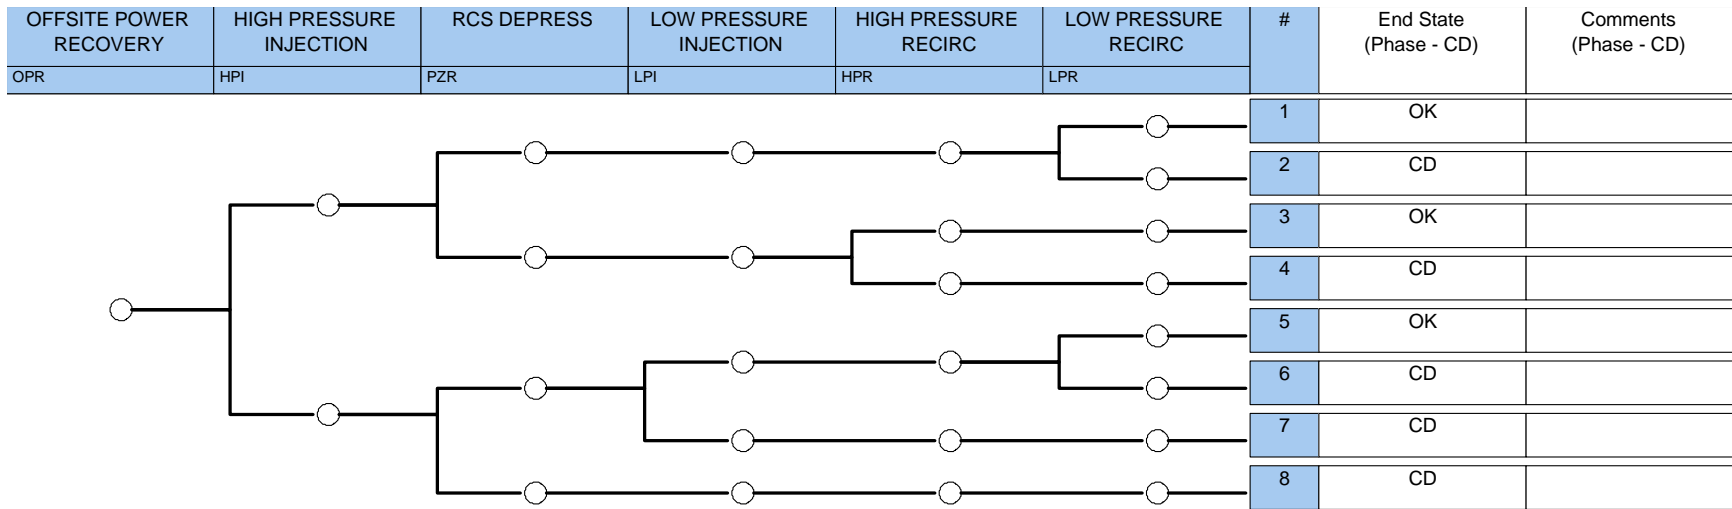 OFFSITE POWER RECOVERY
HIGH PRESSURE INJECTION
RCS DEPRESS
LOW PRESSURE INJECTION
HIGH PRESSURE RECIRC
LOW PRESSURE RECIRC
#
End State (Phase - CD)
Comments (Phase - CD)
OPR
HPI
PZR
LPI
HPR
LPR
1 OK
2 CD
3 OK
4 CD
5 OK
6 CD
7 CD
8 CD